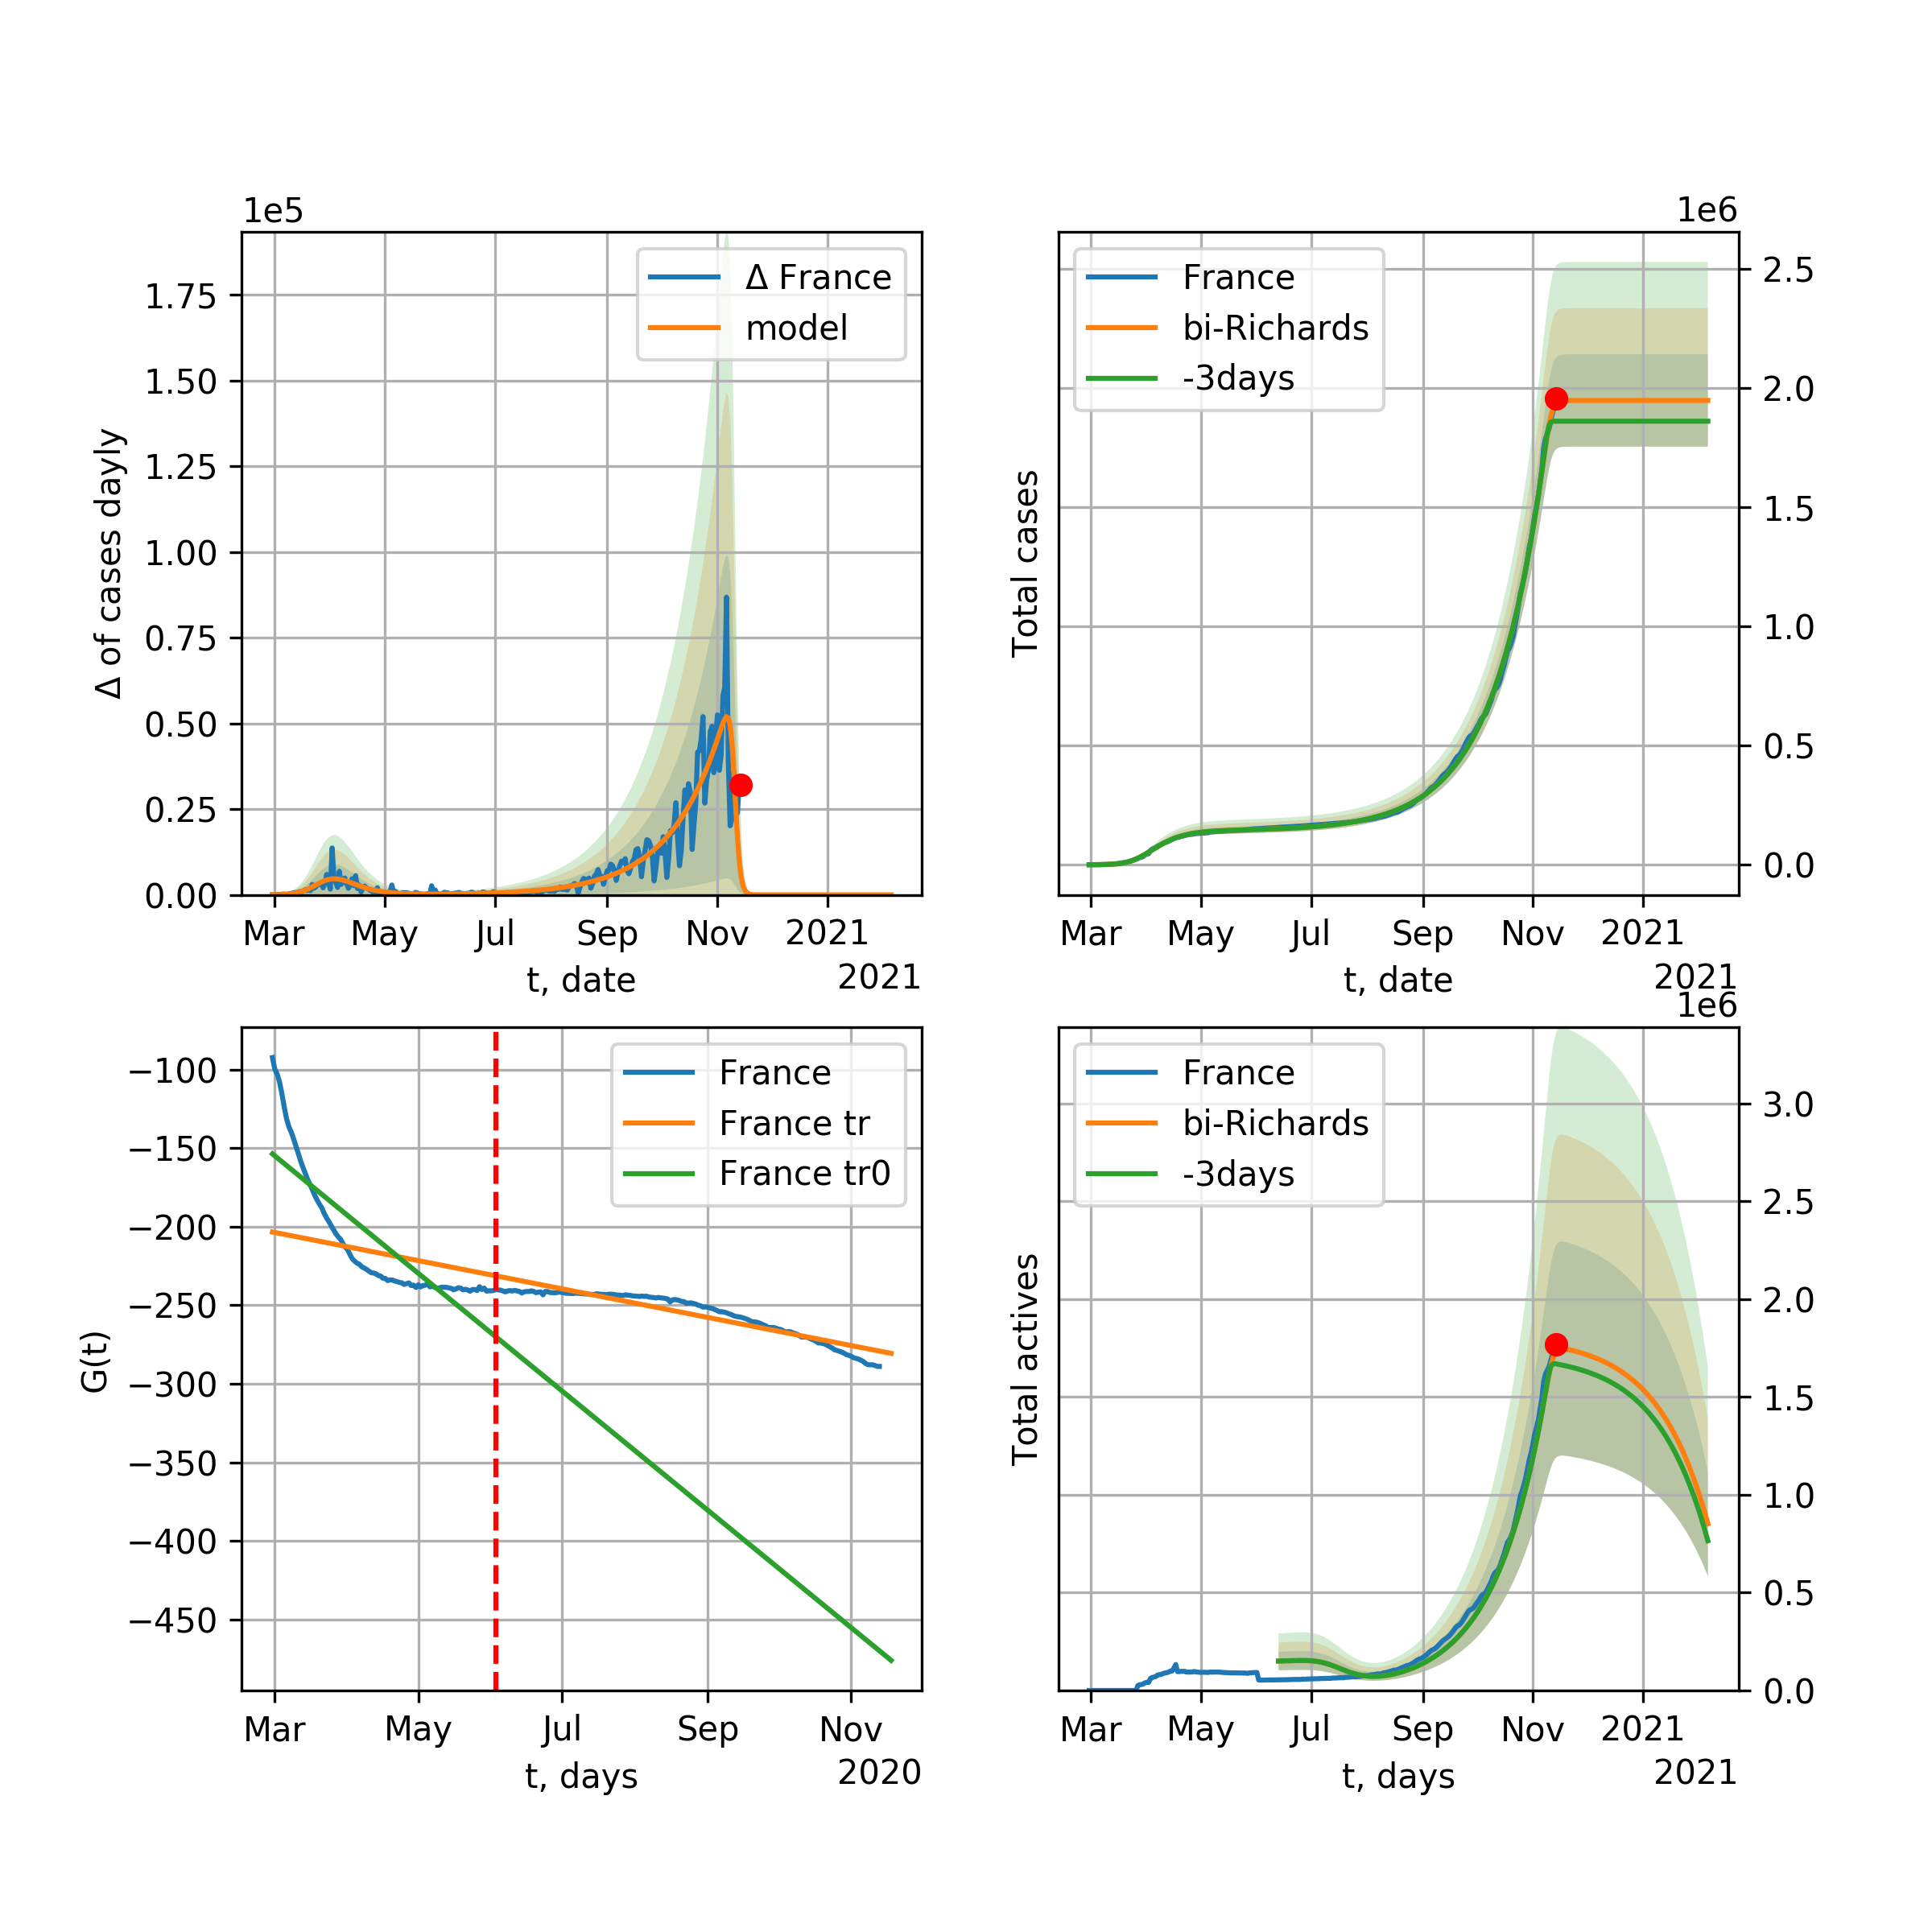 1e5
Δ of cases dayly
1.75
1.50
1.25
1.00
0.75
0.50
0.25
0.00
Δ France
model
Mar May Jul Sep Nov 2021
t, date
2021
1e6
Total cases
France
bi-Richards
-3days
2.5
2.0
1.5
1.0
0.5
0.0
Mar May Jul Sep Nov 2021
t, date
2021
G(t)
−100
−150
−200
−250
−300
−350
−400
−450
France
France tr
France tr0
Mar May Jul Sep Nov
t, days
2020
1e6
Total actives
France
bi-Richards
-3days
3.0
2.5
2.0
1.5
1.0
0.5
0.0
Mar May Jul Sep Nov 2021
t, days
2021